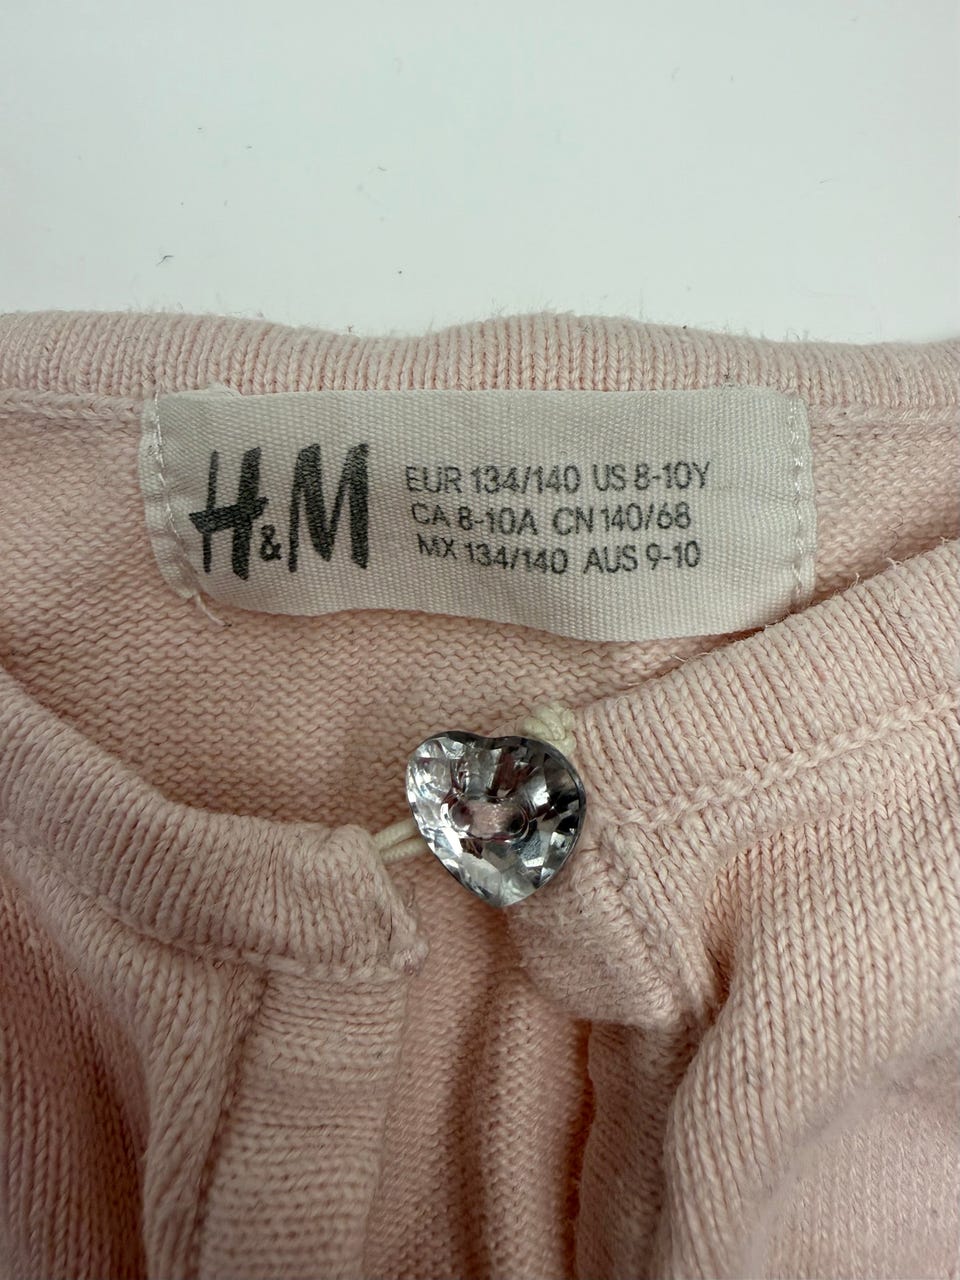 H&M
EUR 134/140 US 8-10Y
CA 8-10A CN 140/68
MX 134/140 AUS 9-10